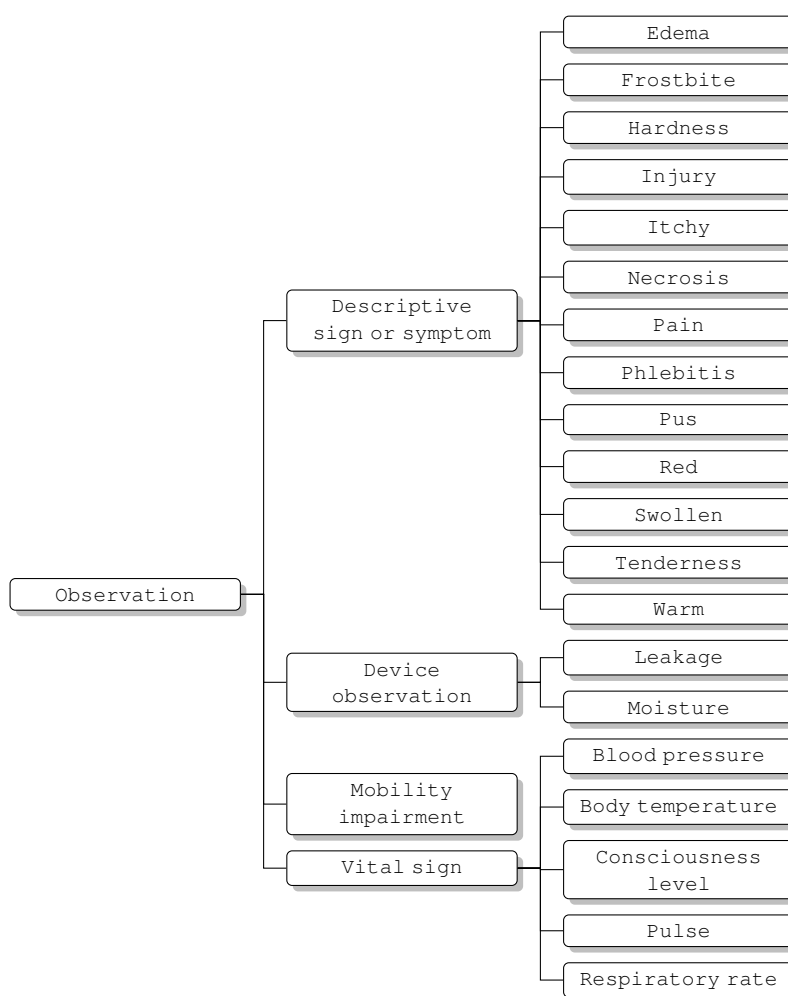 Edema
Frostbite
Hardness
Injury
Itchy
Necrosis
Descriptive
sign or symptom
Pain
Phlebitis
Pus
Red
Swollen
Tenderness
Observation
Warm
Device
observation
Leakage
Moisture
Mobility
impairment
Blood pressure
Body temperature
Vital sign
Consciousness
level
Pulse
Respiratory rate